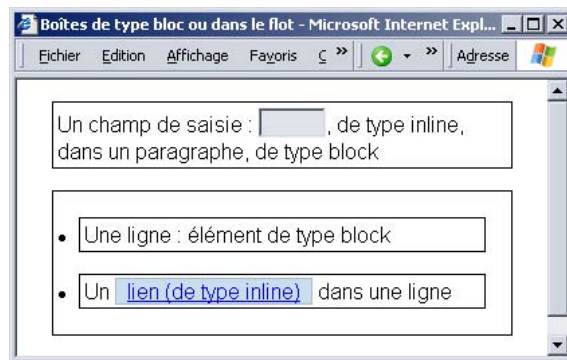 Boîtes de type bloc ou dans le flot - Microsoft Internet Expl...
Fichier Edition Affichage Favoris Adresse
Un champ de saisie : , de type inline,
dans un paragraphe, de type block
Une ligne : élément de type block
Un lien (de type inline) dans une ligne